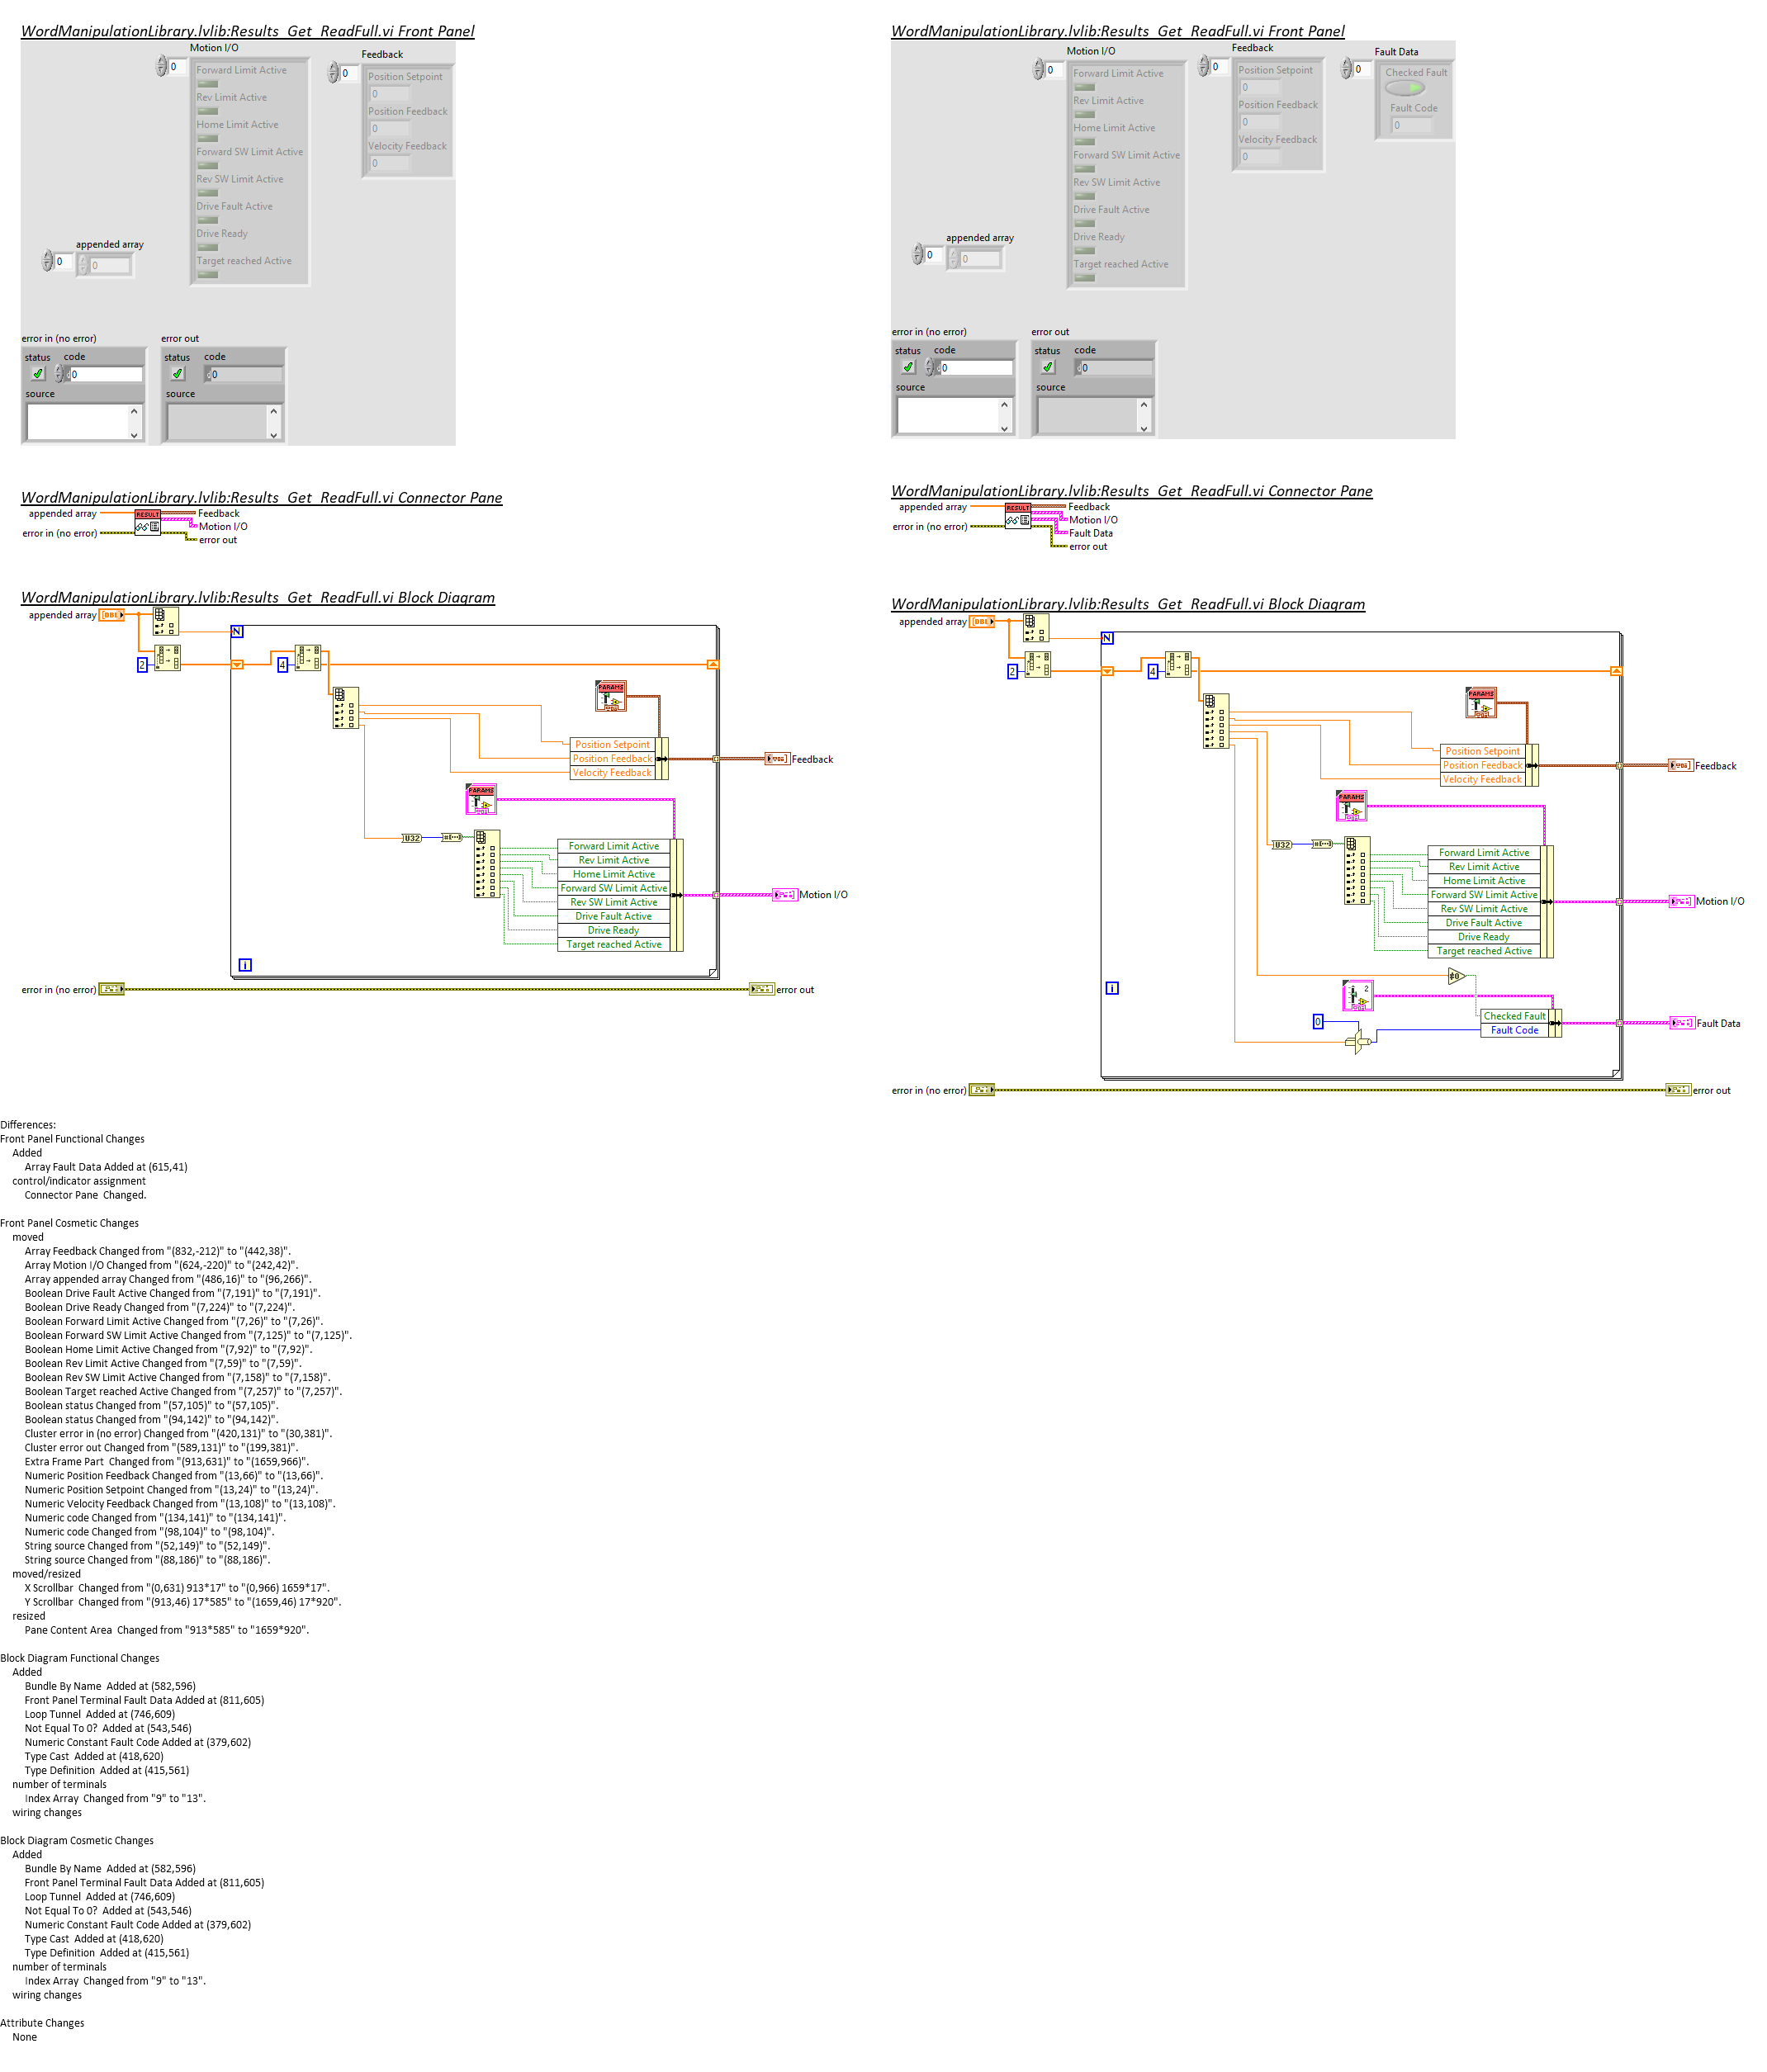 WordManipulationLibrary.lvlib:Results_Get_ReadFull.vi Front Panel
Motion I/O
Feedback
0
Forward Limit Active
Rev Limit Active
Home Limit Active
Forward SW Limit Active
Rev SW Limit Active
Drive Fault Active
Drive Ready
Target reached Active
0
Position Setpoint
0
Position Feedback
0
Velocity Feedback
0
appended array
0
0
error in (no error)
error out
status code
0
source
status code
0
source
WordManipulationLibrary.lvlib:Results_Get_ReadFull.vi Connector Pane
appended array
error in (no error)
RESULT
Feedback
Motion I/O
error out
WordManipulationLibrary.lvlib:Results_Get_ReadFull.vi Block Diagram
appended array
DBL
2
N
4
PARAMS
Position Setpoint
Position Feedback
Velocity Feedback
Feedback
PARAMS
U32
Forward Limit Active
Rev Limit Active
Home Limit Active
Forward SW Limit Active
Rev SW Limit Active
Drive Fault Active
Drive Ready
Target reached Active
Motion I/O
i
error in (no error)
error out
WordManipulationLibrary.lvlib:Results_Get_ReadFull.vi Front Panel
Motion I/O
Feedback
Fault Data
0
Forward Limit Active
Rev Limit Active
Home Limit Active
Forward SW Limit Active
Rev SW Limit Active
Drive Fault Active
Drive Ready
Target reached Active
0
Position Setpoint
0
Position Feedback
0
Velocity Feedback
0
0
Checked Fault
Fault Code
0
appended array
0
0
error in (no error)
error out
status code
0
source
status code
0
source
WordManipulationLibrary.lvlib:Results_Get_ReadFull.vi Connector Pane
appended array
error in (no error)
RESULT
Feedback
Motion I/O
Fault Data
error out
WordManipulationLibrary.lvlib:Results_Get_ReadFull.vi Block Diagram
appended array
DBL
2
N
4
PARAMS
Position Setpoint
Position Feedback
Velocity Feedback
Feedback
PARAMS
U32
Forward Limit Active
Rev Limit Active
Home Limit Active
Forward SW Limit Active
Rev SW Limit Active
Drive Fault Active
Drive Ready
Target reached Active
Motion I/O
i
≠0
2
0
Checked Fault
Fault Code
Fault Data
error in (no error)
error out
Differences:
Front Panel Functional Changes
Added
Array Fault Data Added at (615,41)
control/indicator assignment
Connector Pane  Changed.
Front Panel Cosmetic Changes
moved
Array Feedback Changed from "(832,-212)" to "(442,38)".
Array Motion I/O Changed from "(624,-220)" to "(242,42)".
Array appended array Changed from "(486,16)" to "(96,266)".
Boolean Drive Fault Active Changed from "(7,191)" to "(7,191)".
Boolean Drive Ready Changed from "(7,224)" to "(7,224)".
Boolean Forward Limit Active Changed from "(7,26)" to "(7,26)".
Boolean Forward SW Limit Active Changed from "(7,125)" to "(7,125)".
Boolean Home Limit Active Changed from "(7,92)" to "(7,92)".
Boolean Rev Limit Active Changed from "(7,59)" to "(7,59)".
Boolean Rev SW Limit Active Changed from "(7,158)" to "(7,158)".
Boolean Target reached Active Changed from "(7,257)" to "(7,257)".
Boolean status Changed from "(57,105)" to "(57,105)".
Boolean status Changed from "(94,142)" to "(94,142)".
Cluster error in (no error) Changed from "(420,131)" to "(30,381)".
Cluster error out Changed from "(589,131)" to "(199,381)".
Extra Frame Part  Changed from "(913,631)" to "(1659,966)".
Numeric Position Feedback Changed from "(13,66)" to "(13,66)".
Numeric Position Setpoint Changed from "(13,24)" to "(13,24)".
Numeric Velocity Feedback Changed from "(13,108)" to "(13,108)".
Numeric code Changed from "(134,141)" to "(134,141)".
Numeric code Changed from "(98,104)" to "(98,104)".
String source Changed from "(52,149)" to "(52,149)".
String source Changed from "(88,186)" to "(88,186)".
moved/resized
X Scrollbar  Changed from "(0,631) 913*17" to "(0,966) 1659*17".
Y Scrollbar  Changed from "(913,46) 17*585" to "(1659,46) 17*920".
resized
Pane Content Area  Changed from "913*585" to "1659*920".
Block Diagram Functional Changes
Added
Bundle By Name  Added at (582,596)
Front Panel Terminal Fault Data Added at (811,605)
Loop Tunnel  Added at (746,609)
Not Equal To 0?  Added at (543,546)
Numeric Constant Fault Code Added at (379,602)
Type Cast  Added at (418,620)
Type Definition  Added at (415,561)
number of terminals
Index Array  Changed from "9" to "13".
wiring changes
Block Diagram Cosmetic Changes
Added
Bundle By Name  Added at (582,596)
Front Panel Terminal Fault Data Added at (811,605)
Loop Tunnel  Added at (746,609)
Not Equal To 0?  Added at (543,546)
Numeric Constant Fault Code Added at (379,602)
Type Cast  Added at (418,620)
Type Definition  Added at (415,561)
number of terminals
Index Array  Changed from "9" to "13".
wiring changes
Attribute Changes
None